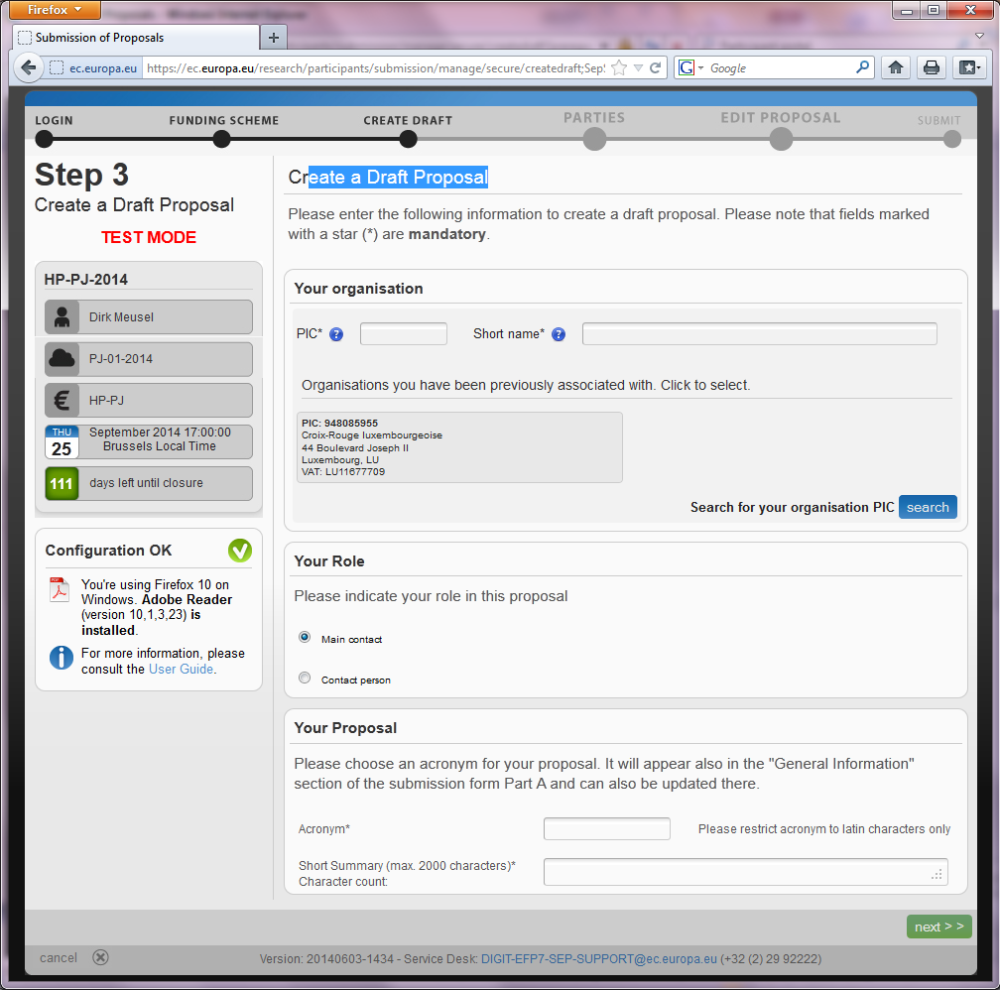 Firefox
Submission of Proposals
ec.europa.eu
https://ec.europa.eu/research/participants/submission/manage/secure/createdraft;Sep
Google
LOGIN
FUNDING SCHEME
CREATE DRAFT
PARTIES
EDIT PROPOSAL
SUBMIT
Step 3
Create a Draft Proposal
TEST MODE
HP-PJ-2014
Dirk Meusel
PJ-01-2014
€
HP-PJ
THU
25
September 2014 17:00:00
Brussels Local Time
111
days left until closure
Configuration OK
You're using Firefox 10 on
Windows. Adobe Reader
(version 10,1,3,23) is
installed.
For more information, please
consult the User Guide.
Create a Draft Proposal
Please enter the following information to create a draft proposal. Please note that fields marked
with a star (*) are mandatory.
Your organisation
PIC* ?
Short name* ?
Organisations you have been previously associated with. Click to select.
PIC: 948085955
Croix-Rouge luxembourgeoise
44 Boulevard Joseph II
Luxembourg, LU
VAT: LU11677709
Search for your organisation PIC
search
Your Role
Please indicate your role in this proposal
Main contact
Contact person
Your Proposal
Please choose an acronym for your proposal. It will appear also in the "General Information"
section of the submission form Part A and can also be updated there.
Acronym*
Please restrict acronym to latin characters only
Short Summary (max. 2000 characters)*
Character count:
next > >
cancel
Version: 20140603-1434 - Service Desk: DIGIT-EFP7-SEP-SUPPORT@ec.europa.eu (+32 (2) 29 92222)